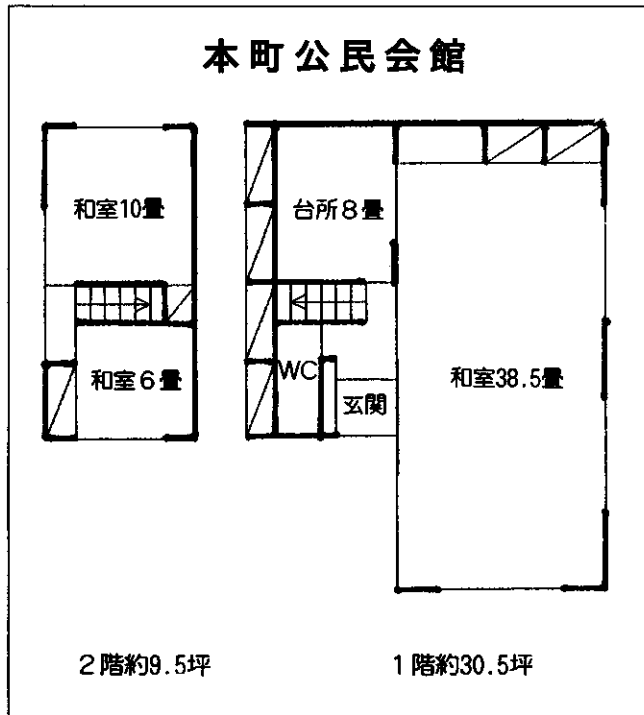 本町公民会館
和室10畳
台所8畳
和室6畳
WC
玄関
和室38.5畳
2階約9.5坪
1階約30.5坪